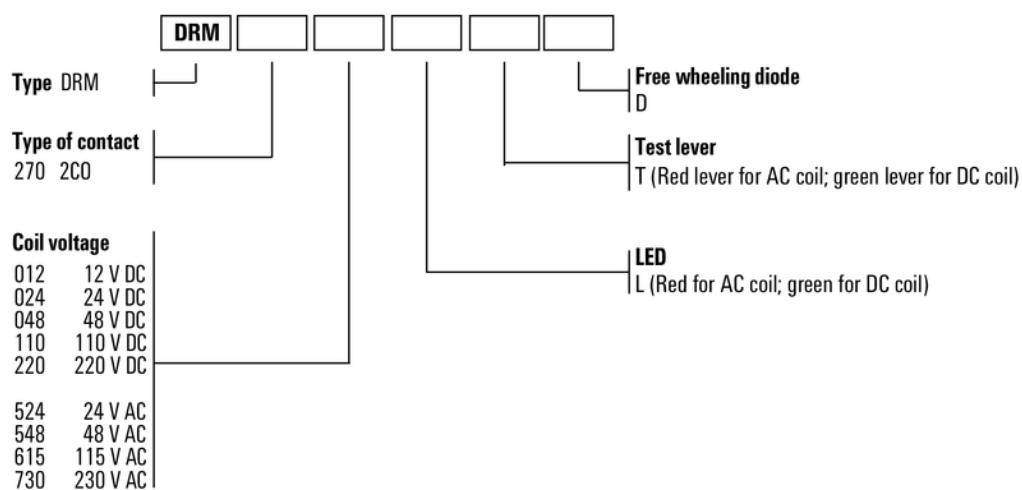 DRM
Type DRM
Type of contact
270 2CO
Coil voltage
012 12 V DC
024 24 V DC
048 48 V DC
110 110 V DC
220 220 V DC
524 24 V AC
548 48 V AC
615 115 V AC
730 230 V AC
Free wheeling diode
D
Test lever
T (Red lever for AC coil; green lever for DC coil)
LED
L (Red for AC coil; green for DC coil)